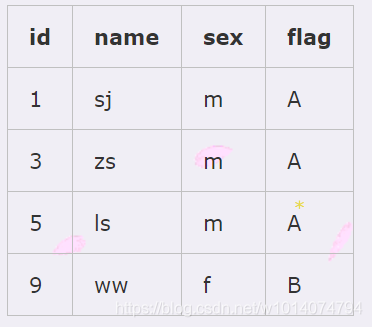 id name sex flag
1 sj m A
3 zs m A
5 ls m A
9 ww f B
https://blog.csdn.net/w1014074794